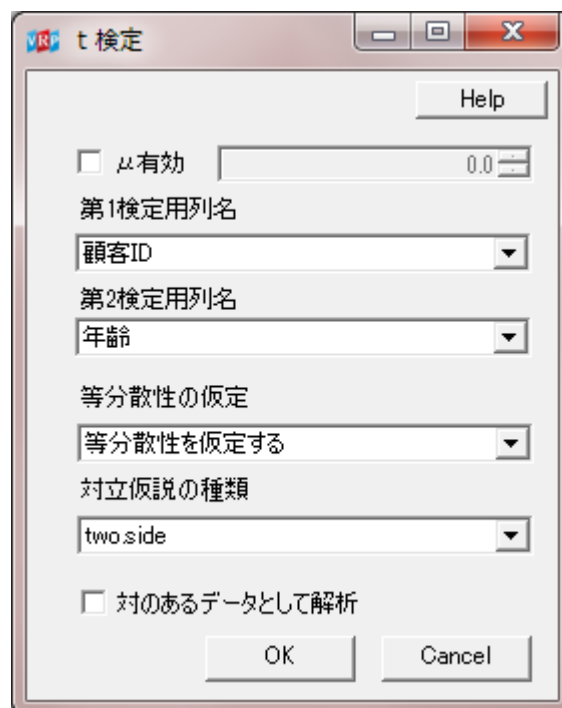 VRP t 検定
Help
μ有効 0.0
第1検定用列名
顧客ID
第2検定用列名
年齢
等分散性の仮定
等分散性を仮定する
対立仮説の種類
two.side
対のあるデータとして解析
OK Cancel